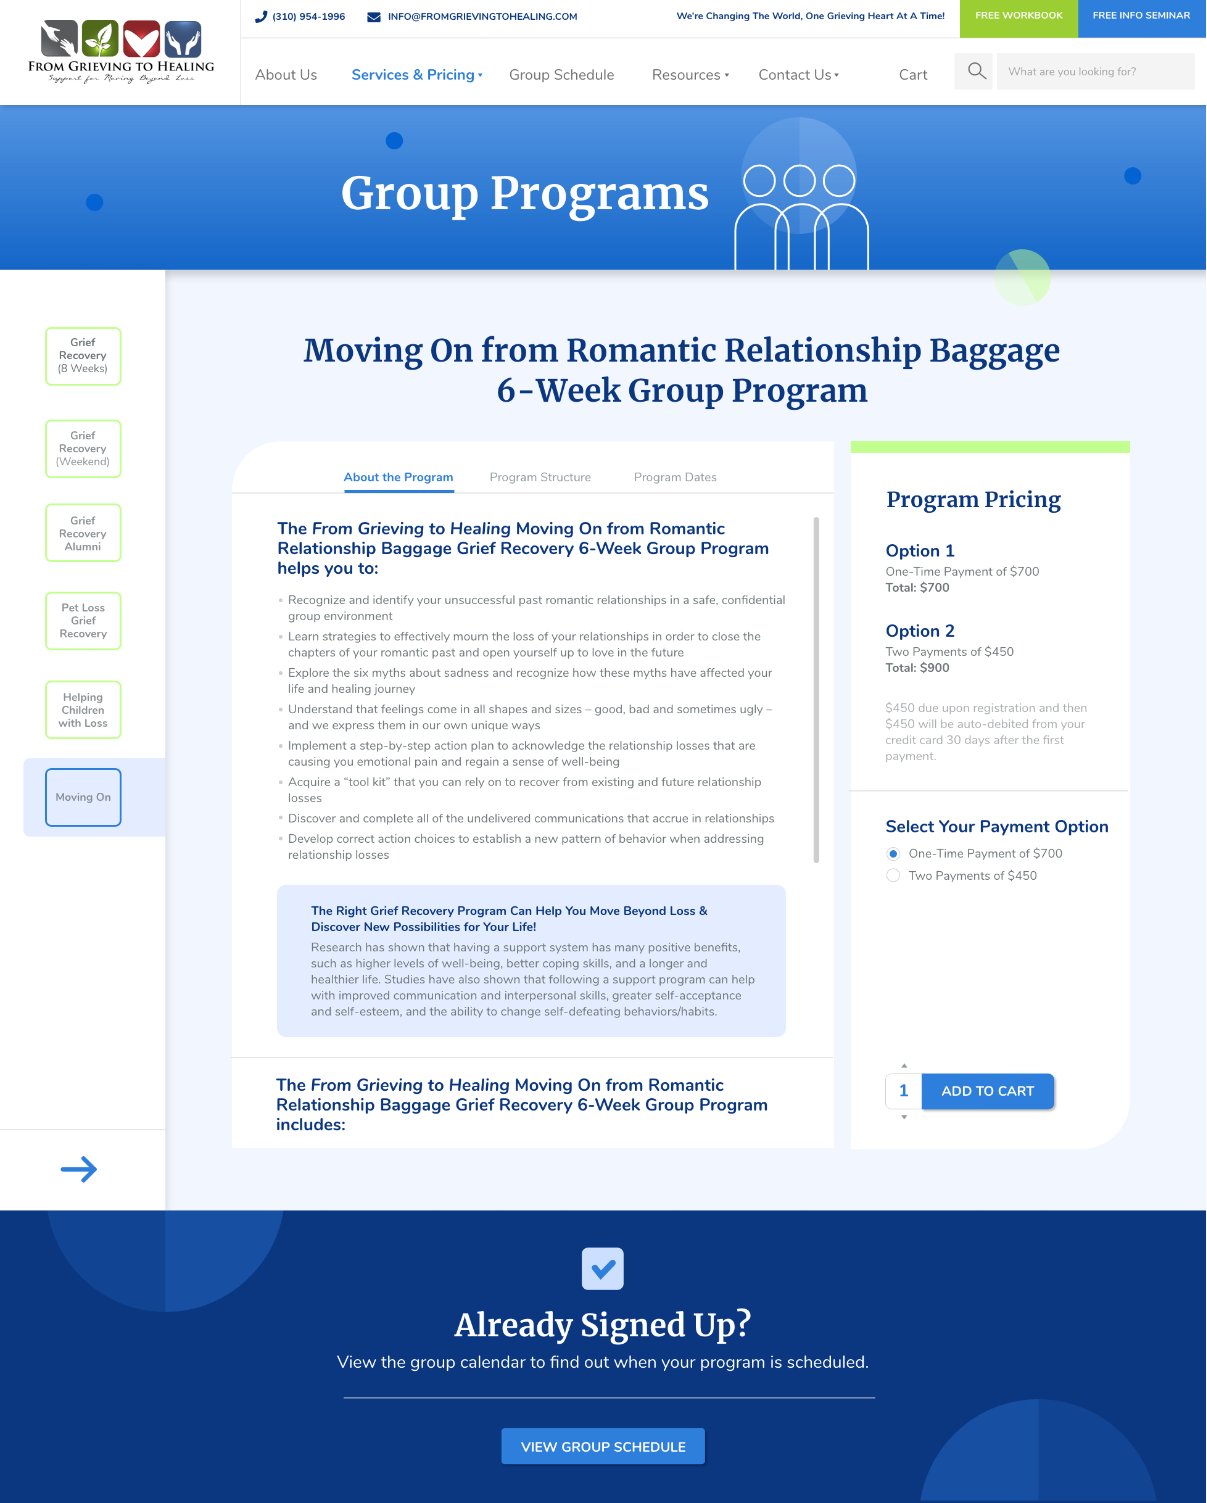 (310) 954-1996
INFO@FROMGRIEVINGTOHEALING.COM
We're Changing The World, One Grieving Heart At A Time!
FREE WORKBOOK
FREE INFO SEMINAR
FROM GRIEVING TO HEALING
Support for Moving Beyond Loss
About Us
Services & Pricing
Group Schedule
Resources
Contact Us
Cart
What are you looking for?
Group Programs
Grief
Recovery
(8 Weeks)
Grief
Recovery
(Weekend)
Grief
Recovery
Alumni
Pet Loss
Grief
Recovery
Helping
Children
with Loss
Moving On
Moving On from Romantic Relationship Baggage
6-Week Group Program
About the Program
Program Structure
Program Dates
The From Grieving to Healing Moving On from Romantic
Relationship Baggage Grief Recovery 6-Week Group Program
helps you to:
• Recognize and identify your unsuccessful past romantic relationships in a safe, confidential
group environment
• Learn strategies to effectively mourn the loss of your relationships in order to close the
chapters of your romantic past and open yourself up to love in the future
• Explore the six myths about sadness and recognize how these myths have affected your
life and healing journey
• Understand that feelings come in all shapes and sizes – good, bad and sometimes ugly –
and we express them in our own unique ways
• Implement a step-by-step action plan to acknowledge the relationship losses that are
causing you emotional pain and regain a sense of well-being
• Acquire a “tool kit” that you can rely on to recover from existing and future relationship
losses
• Discover and complete all of the undelivered communications that accrue in relationships
• Develop correct action choices to establish a new pattern of behavior when addressing
relationship losses
The Right Grief Recovery Program Can Help You Move Beyond Loss &
Discover New Possibilities for Your Life!
Research has shown that having a support system has many positive benefits,
such as higher levels of well-being, better coping skills, and a longer and
healthier life. Studies have also shown that following a support program can help
with improved communication and interpersonal skills, greater self-acceptance
and self-esteem, and the ability to change self-defeating behaviors/habits.
The From Grieving to Healing Moving On from Romantic
Relationship Baggage Grief Recovery 6-Week Group Program
includes:
Program Pricing
Option 1
One-Time Payment of $700
Total: $700
Option 2
Two Payments of $450
Total: $900
$450 due upon registration and then
$450 will be auto-debited from your
credit card 30 days after the first
payment.
Select Your Payment Option
One-Time Payment of $700
Two Payments of $450
1
ADD TO CART
Already Signed Up?
View the group calendar to find out when your program is scheduled.
VIEW GROUP SCHEDULE